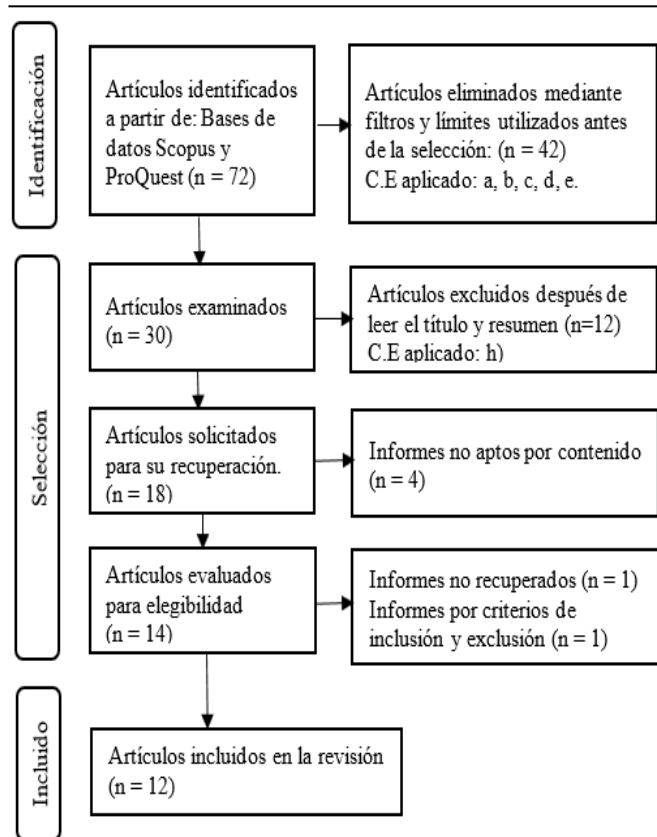 Identificación
Artículos identificados
a partir de: Bases de
datos Scopus y
ProQuest (n = 72)
Artículos eliminados mediante
filtros y límites utilizados antes
de la selección: (n = 42)
C.E aplicado: a, b, c, d, e.
Selección
Artículos examinados
(n = 30)
Artículos excluidos después de
leer el título y resumen (n=12)
C.E aplicado: h)
Artículos solicitados
para su recuperación.
(n = 18)
Informes no aptos por contenido
(n = 4)
Artículos evaluados
para elegibilidad
(n = 14)
Informes no recuperados (n = 1)
Informes por criterios de
inclusión y exclusión (n = 1)
Incluido
Artículos incluidos en la revisión
(n = 12)